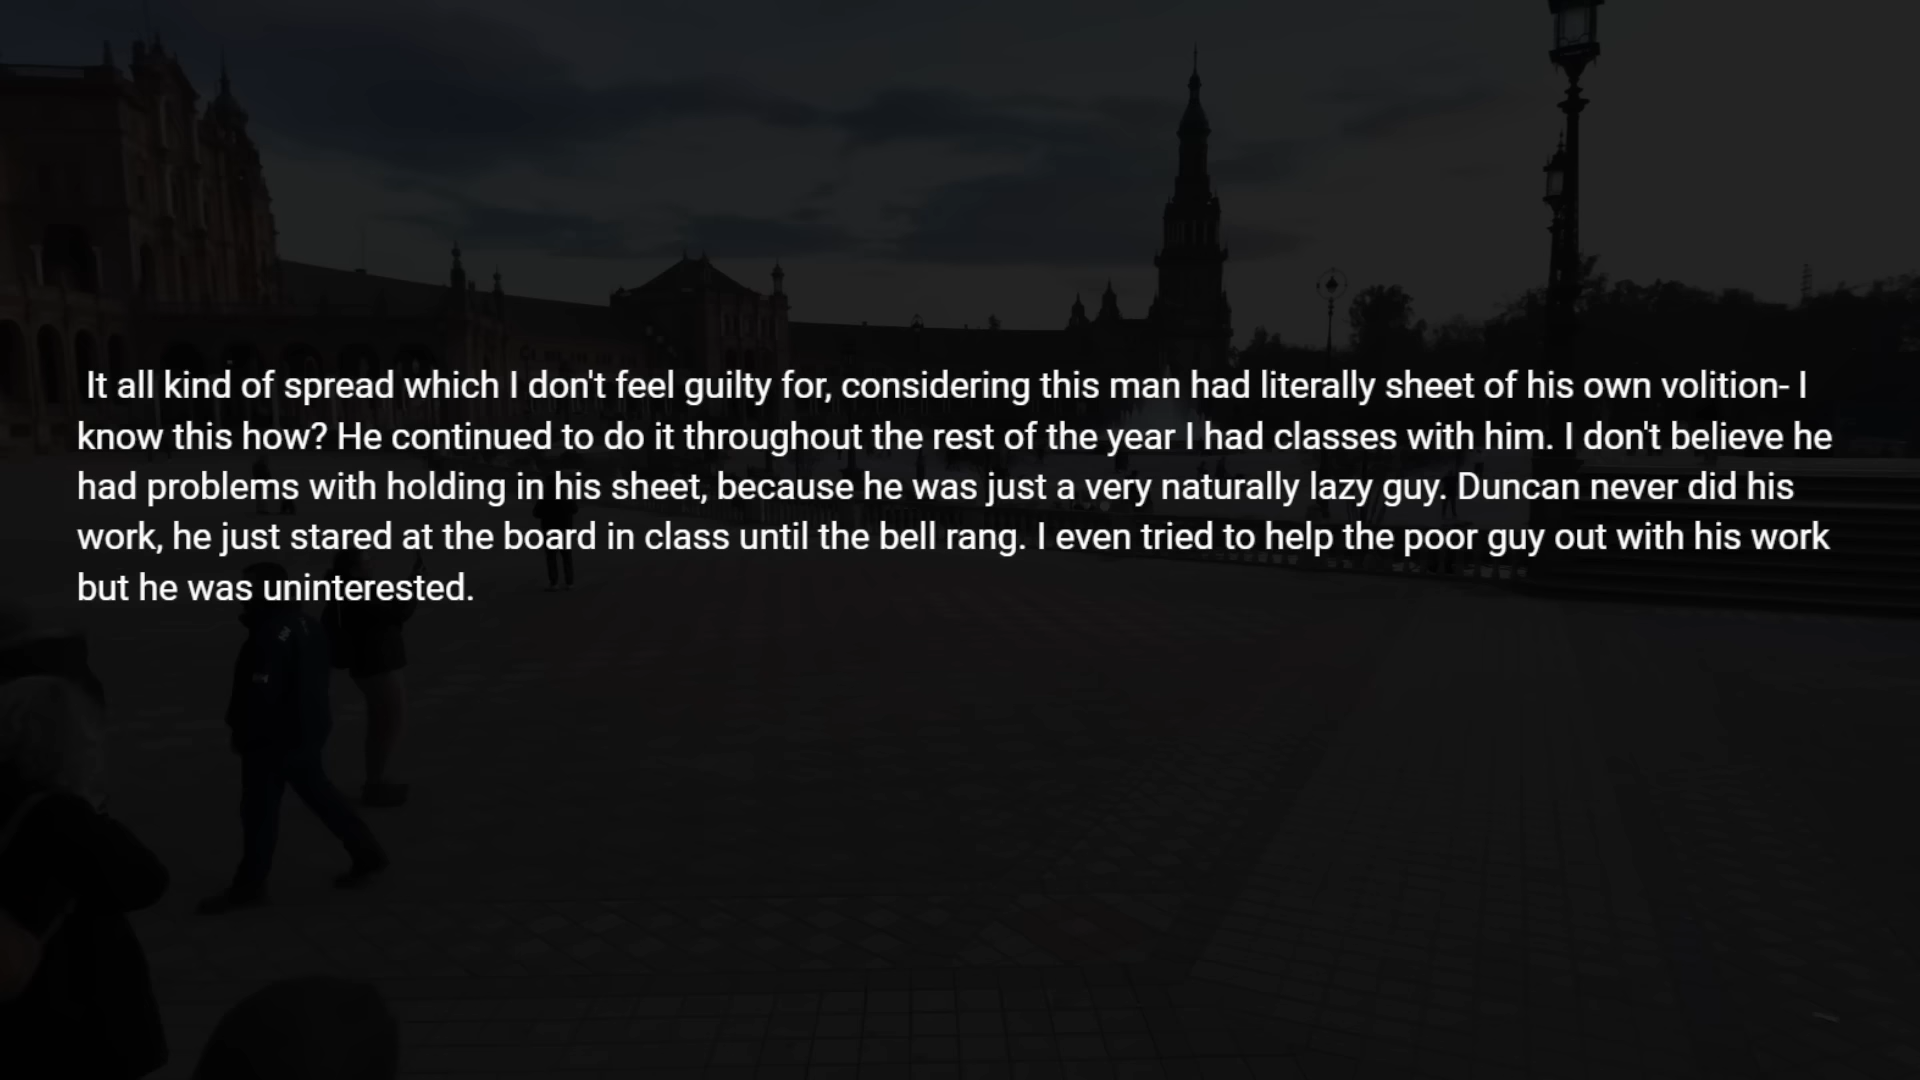 It all kind of spread which I don't feel guilty for, considering this man had literally sheet of his own volition- I
know this how? He continued to do it throughout the rest of the year I had classes with him. I don't believe he
had problems with holding in his sheet, because he was just a very naturally lazy guy. Duncan never did his
work, he just stared at the board in class until the bell rang. I even tried to help the poor guy out with his work
but he was uninterested.